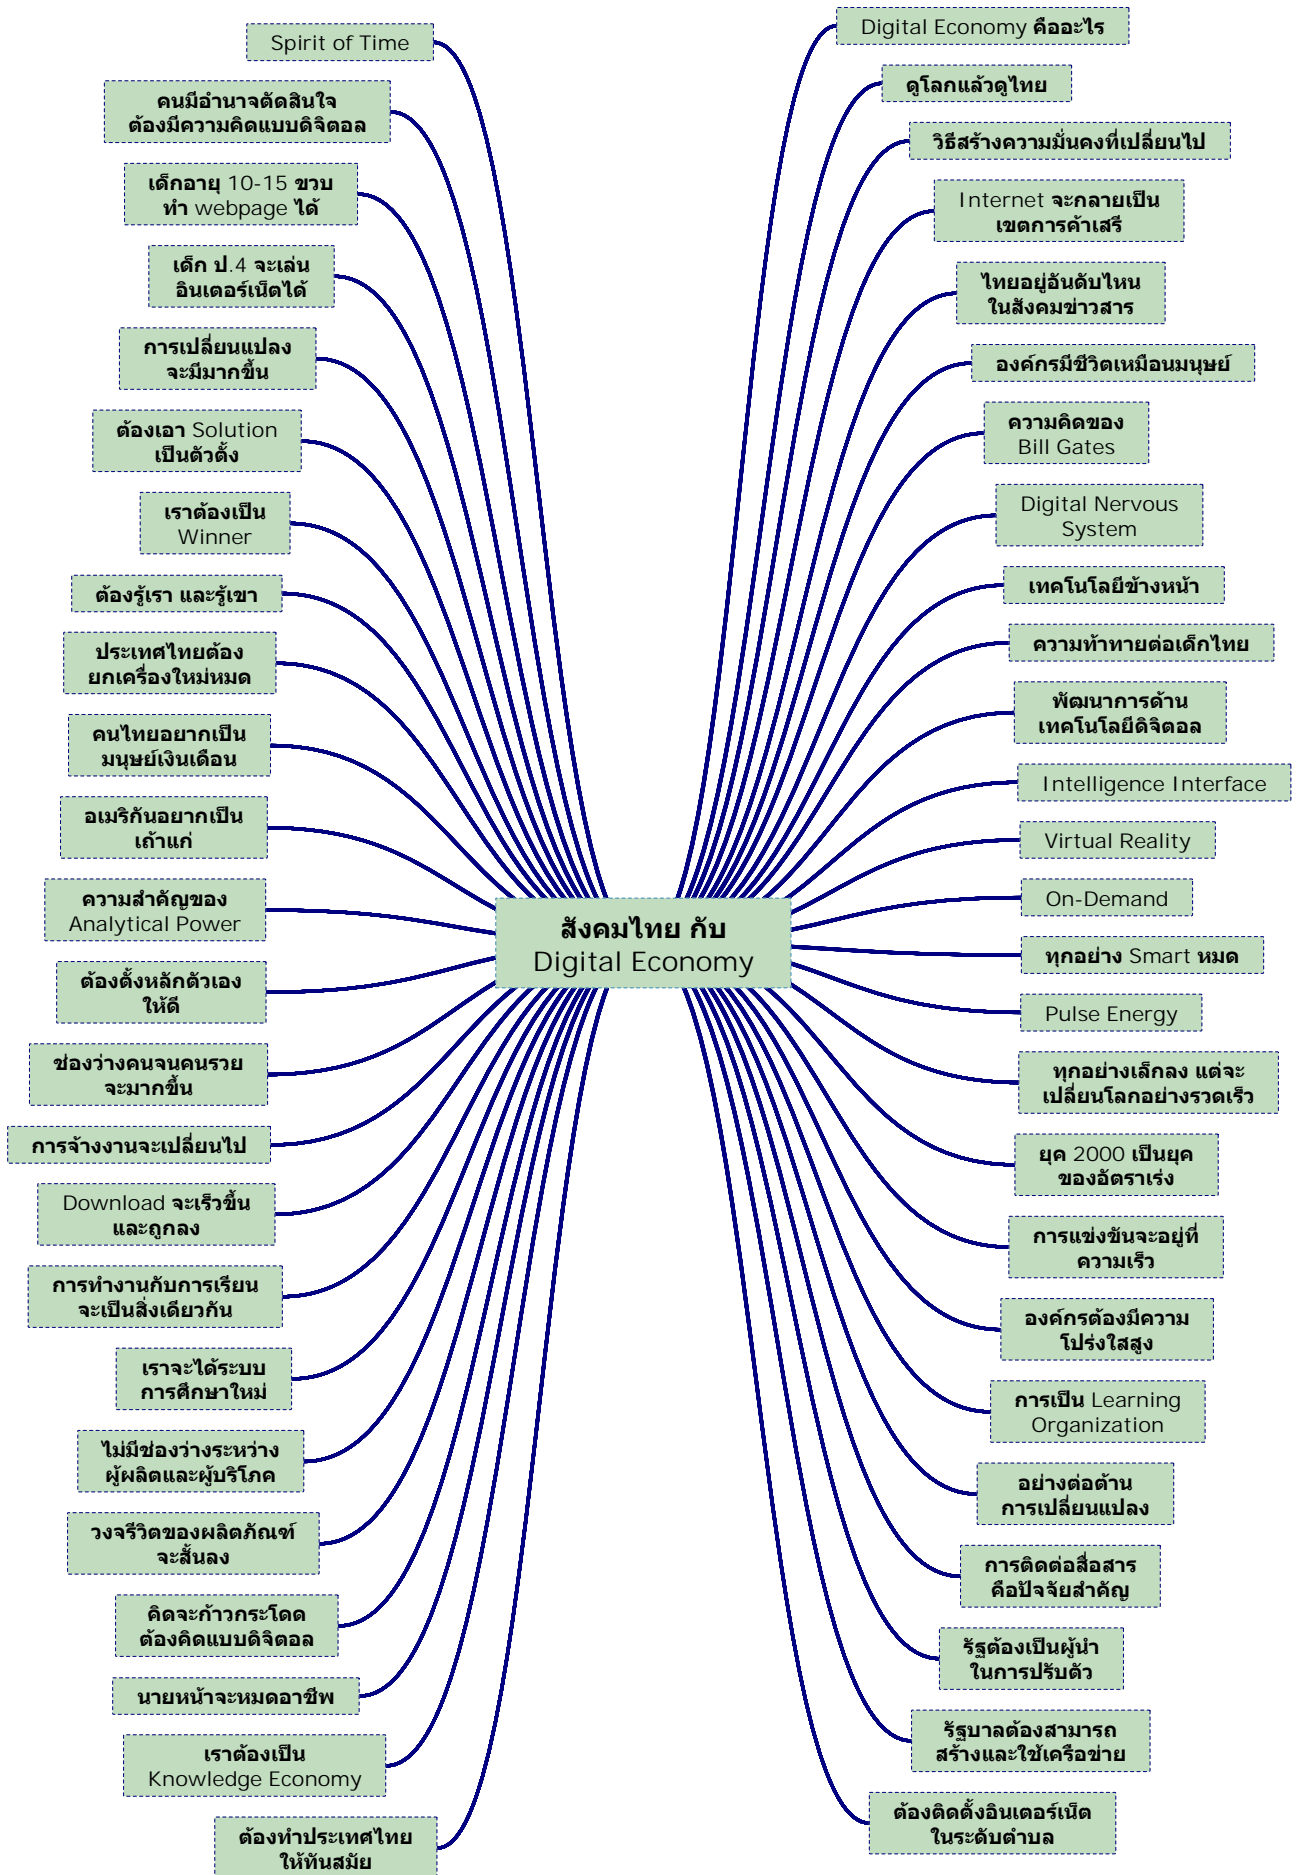 Spirit of Time
คนมีอำนาจตัดสินใจ
ต้องมีความคิดแบบดิจิตอล
เด็กอายุ 10-15 ขวบ
ทำ webpage ได้
เด็ก ป.4 จะเล่น
อินเตอร์เน็ตได้
การเปลี่ยนแปลง
จะมีมากขึ้น
ต้องเอา Solution
เป็นตัวตั้ง
เราต้องเป็น
Winner
ต้องรู้เรา และรู้เขา
ประเทศไทยต้อง
ยกเครื่องใหม่หมด
คนไทยอยากเป็น
มนุษย์เงินเดือน
อเมริกันอยากเป็น
เถ้าแก่
ความสำคัญของ
Analytical Power
ต้องตั้งหลักตัวเอง
ให้ดี
ช่องว่างคนจนคนรวย
จะมากขึ้น
การจ้างงานจะเปลี่ยนไป
Download จะเร็วขึ้น
และถูกลง
การทำงานกับการเรียน
จะเป็นสิ่งเดียวกัน
เราจะได้ระบบ
การศึกษาใหม่
ไม่มีช่องว่างระหว่าง
ผู้ผลิตและผู้บริโภค
วงจรีวิตของผลิตภัณฑ์
จะสั้นลง
คิดจะก้าวกระโดด
ต้องคิดแบบดิจิตอล
นายหน้าจะหมดอาชีพ
เราต้องเป็น
Knowledge Economy
ต้องทำประเทศไทย
ให้ทันสมัย
สังคมไทย กับ
Digital Economy
Digital Economy คืออะไร
ดูโลกแล้วดูไทย
วิธีสร้างความมั่นคงที่เปลี่ยนไป
Internet จะกลายเป็น
เขตการค้าเสรี
ไทยอยู่อันดับไหน
ในสังคมข่าวสาร
องค์กรมีชีวิตเหมือนมนุษย์
ความคิดของ
Bill Gates
Digital Nervous
System
เทคโนโลยีข้างหน้า
ความท้าทายต่อเด็กไทย
พัฒนาการด้าน
เทคโนโลยีดิจิตอล
Intelligence Interface
Virtual Reality
On-Demand
ทุกอย่าง Smart หมด
Pulse Energy
ทุกอย่างเล็กลง แต่จะ
เปลี่ยนโลกอย่างรวดเร็ว
ยุค 2000 เป็นยุค
ของอัตราเร่ง
การแข่งขันจะอยู่ที่
ความเร็ว
องค์กรต้องมีความ
โปร่งใสสูง
การเป็น Learning
Organization
อย่างต่อต้าน
การเปลี่ยนแปลง
การติดต่อสื่อสาร
คือปัจจัยสำคัญ
รัฐต้องเป็นผู้นำ
ในการปรับตัว
รัฐบาลต้องสามารถ
สร้างและใช้เครือข่าย
ต้องติดตั้งอินเตอร์เน็ต
ในระดับตำบล